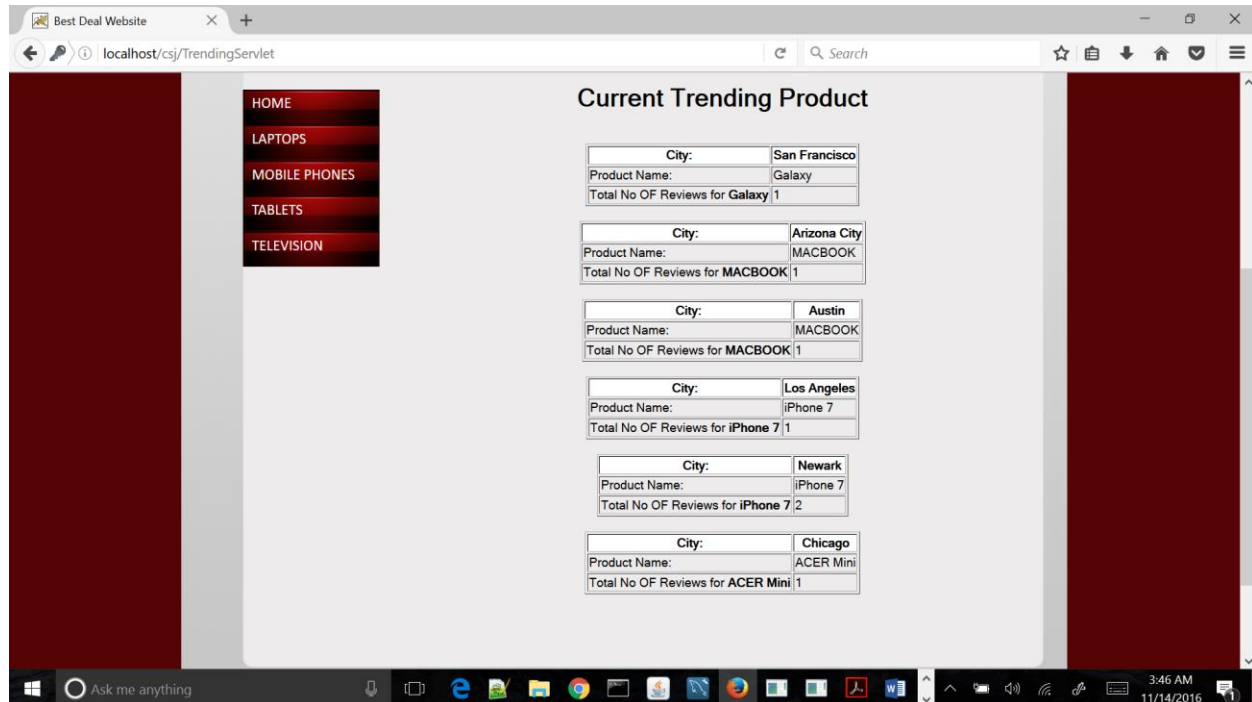 Best Deal Website
localhost/csj/TrendingServlet
Search
HOME
LAPTOPS
MOBILE PHONES
TABLETS
TELEVISION
Current Trending Product
City: San Francisco
Product Name: Galaxy
Total No OF Reviews for Galaxy 1
City: Arizona City
Product Name: MACBOOK
Total No OF Reviews for MACBOOK 1
City: Austin
Product Name: MACBOOK
Total No OF Reviews for MACBOOK 1
City: Los Angeles
Product Name: iPhone 7
Total No OF Reviews for iPhone 7 1
City: Newark
Product Name: iPhone 7
Total No OF Reviews for iPhone 7 2
City: Chicago
Product Name: ACER Mini
Total No OF Reviews for ACER Mini 1
Ask me anything
3:46 AM
11/14/2016